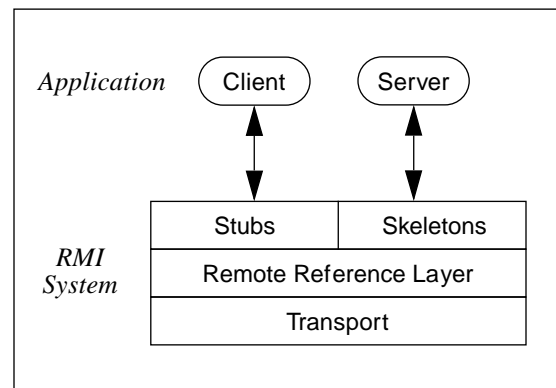 Application
Client
Server
RMI
System
Stubs
Skeletons
Remote Reference Layer
Transport